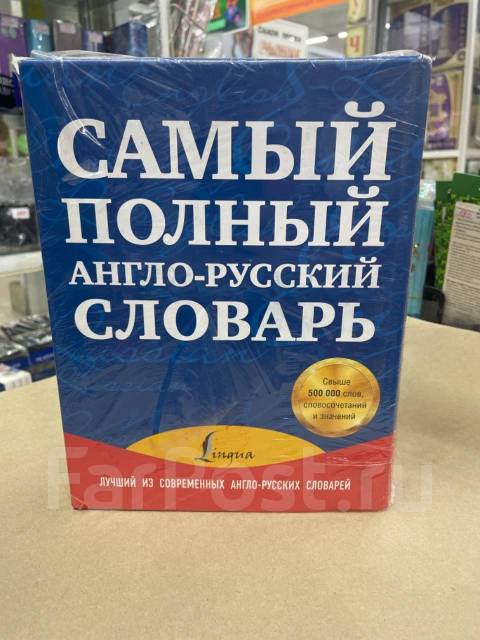 САМЫЙ
ПОЛНЫЙ
АНГЛО-РУССКИЙ
СЛОВАРЬ
Свыше
500 000 слов,
словосочетаний
и значений
Lingua
ЛУЧШИЙ ИЗ СОВРЕМЕННЫХ АНГЛО-РУССКИХ СЛОВАРЕЙ
FarPost.ru